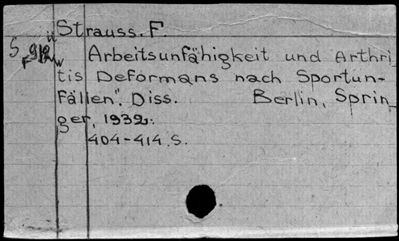 Strauss. F.
Arbeitsunfähigkeit und Arthri
tis Deformans nach Sportun-
fällen". Diss. Berlin, Sprin
ger, 1932.
404-414.S.